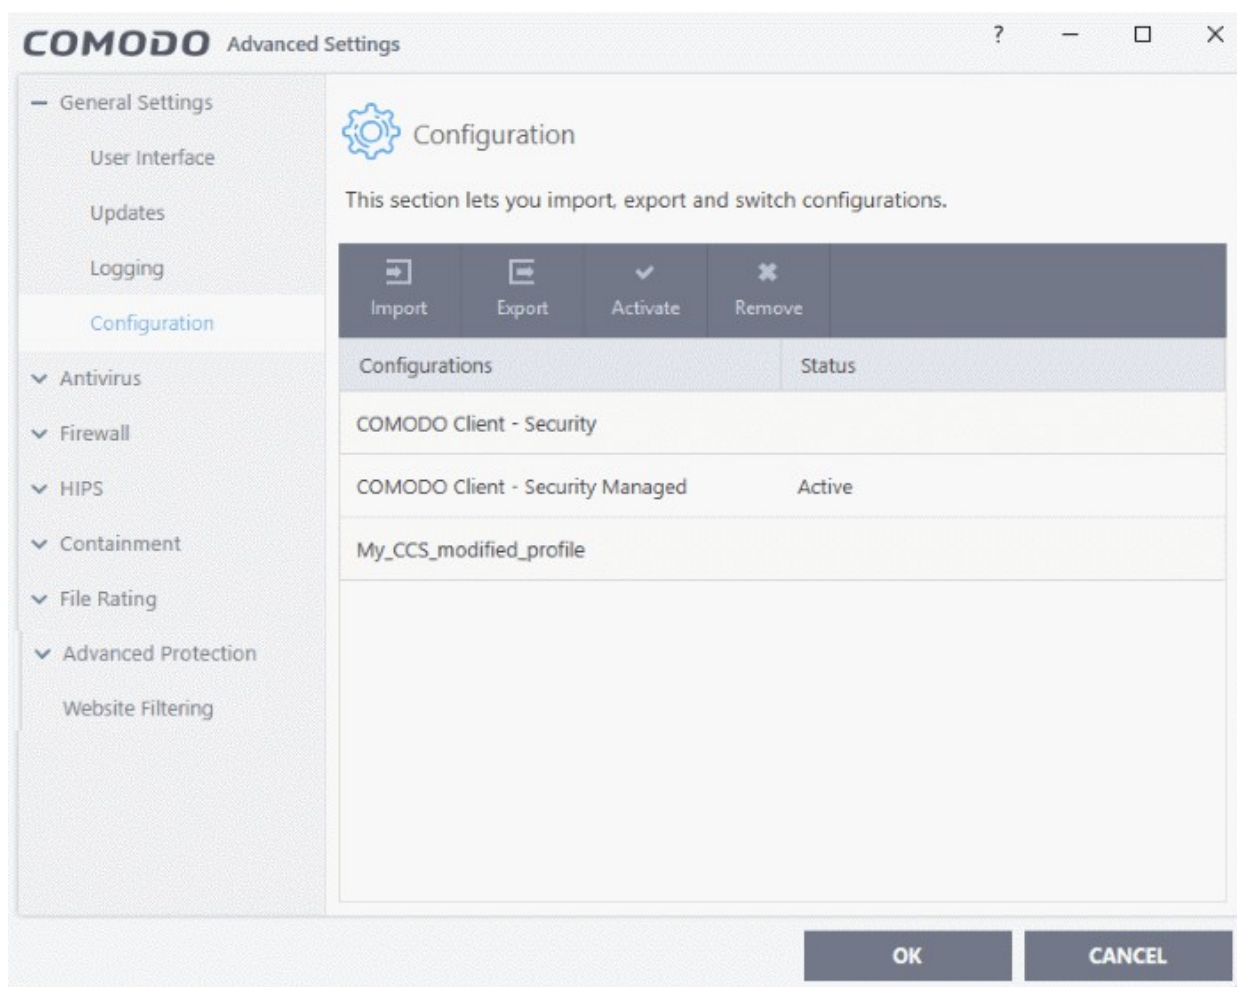 COMODO Advanced Settings
?
General Settings
User Interface
Updates
Logging
Configuration
Antivirus
Firewall
HIPS
Containment
File Rating
Advanced Protection
Website Filtering
Configuration
This section lets you import, export and switch configurations.
Import Export Activate Remove
Configurations Status
COMODO Client - Security
COMODO Client - Security Managed Active
My_CCS_modified_profile
OK CANCEL